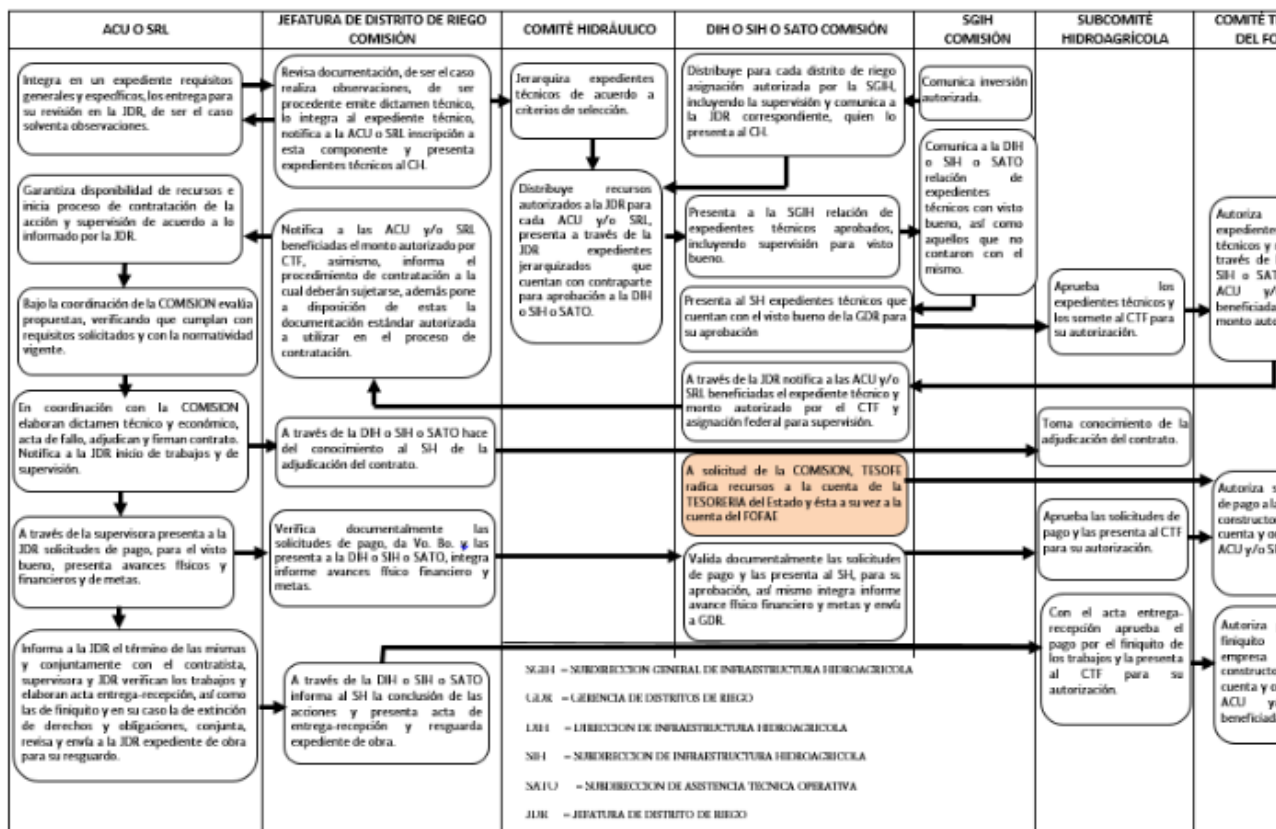 ACU O SRL
JEFATURA DE DISTRITO DE RIEGO
COMISIÓN
COMITÉ HIDRÁULICO
DIH O SIH O SATO COMISIÓN
SGIH
COMISIÓN
SUBCOMITÉ
HIDROAGRÍCOLA
COMITÉ T
DEL FO
Integra en un expediente requisitos
generales y específicos, los entrega para
su revisión en la JDR, de ser el caso
solventa observaciones.
Garantiza disponibilidad de recursos e
inicia proceso de contratación de la
acción y supervisión de acuerdo a lo
informado por la JDR.
Bajo la coordinación de la COMISION evalúa
propuestas, verificando que cumplan con
requisitos solicitados y con la normatividad
vigente.
En coordinación con la COMISION
elaboran dictamen técnico y económico,
acta de fallo, adjudican y firman contrato.
Notifica a la JDR inicio de trabajos y de
supervisión.
A través de la supervisora presenta a la
JDR solicitudes de pago, para el visto
bueno, presenta avances físicos y
financieros y de metas.
Informa a la JDR el término de las mismas
y conjuntamente con el contratista,
supervisora y JDR verifican los trabajos y
elaboran acta entrega-recepción, así como
las de finiquito y en su caso la de extinción
de derechos y obligaciones, conjunta,
revisa y envía a la JDR expediente de obra
para su resguardo.
Revisa documentación, de ser el caso
realiza observaciones, de ser
procedente emite dictamen técnico,
lo integra al expediente técnico,
notifica a la ACU o SRL inscripción a
esta componente y presenta
expedientes técnicos al CH.
Notifica a las ACU y/o SRL
beneficiadas el monto autorizado por
CTF, asimismo, informa el
procedimiento de contratación a la
cual deberán sujetarse, además pone
a disposición de estas la
documentación estándar autorizada
a utilizar en el proceso de
contratación.
A través de la DIH o SIH o SATO hace
del conocimiento al SH de la
adjudicación del contrato.
Verifica documentalmente las
solicitudes de pago, da Vo. Bo. y las
presenta a la DIH o SIH o SATO, integra
informe avances físico financiero y
metas.
A través de la DIH o SIH o SATO
informa al SH la conclusión de las
acciones y presenta acta de
entrega-recepción y resguarda
expediente de obra.
Jerarquiza expedientes
técnicos de acuerdo a
criterios de selección.
Distribuye recursos
autorizados a la JDR para
cada ACU y/o SRL,
presenta a través de la
JDR expedientes
jerarquizados que
cuentan con contraparte
para aprobación a la DIH
o SIH o SATO.
Distribuye para cada distrito de riego
asignación autorizada por la SGIH,
incluyendo la supervisión y comunica a
la JDR correspondiente, quien lo
presenta al CH.
Presenta a la SGIH relación de
expedientes técnicos aprobados,
incluyendo supervisión para visto
bueno.
Presenta al SH expedientes técnicos que
cuentan con el visto bueno de la GDR para
su aprobación
A través de la JDR notifica a las ACU y/o
SRL beneficiadas el expediente técnico y
monto autorizado por el CTF y
asignación federal para supervisión.
A solicitud de la COMISION, TESOFE
radica recursos a la cuenta de la
TESORERIA del Estado y ésta a su vez a la
cuenta del FOFAE
Valida documentalmente las solicitudes
de pago y las presenta al SH, para su
aprobación, así mismo integra informe
avance físico financiero y metas y envía
a GDR.
Comunica inversión
autorizada.
Comunica a la DIH
o SIH o SATO
relación de
expedientes
técnicos con visto
bueno, así como
aquellos que no
contaron con el
mismo.
Aprueba los
expedientes técnicos y
los somete al CTF para
su autorización.
Toma conocimiento de la
adjudicación del contrato.
Aprueba las solicitudes de
pago y las presenta al CTF
para su autorización.
Con el acta entrega-
recepción aprueba el
pago por el finiquito de
los trabajos y la presenta
al CTF para su
autorización.
Autoriza
expediente
técnicos y
través de
SIH o SAT
ACU y/
beneficiada
monto auto
Autoriza s
de pago a la
constructo
cuenta y o
ACU y/o S
Autoriza
finiquito
empresa
constructo
cuenta y o
ACU y
beneficiad
SGIH = SUBDIRECCION GENERAL DE INFRAESTRUCTURA HIDROAGRICOLA
GDR = GERENCIA DE DISTRITOS DE RIEGO
DIH = DIRECCION DE INFRAESTRUCTURA HIDROAGRICOLA
SIH = SUBDIRECCION DE INFRAESTRUCTURA HIDROAGRICOLA
SATO = SUBDIRECCION DE ASISTENCIA TECNICA OPERATIVA
JDR = JEFATURA DE DISTRITO DE RIEGO